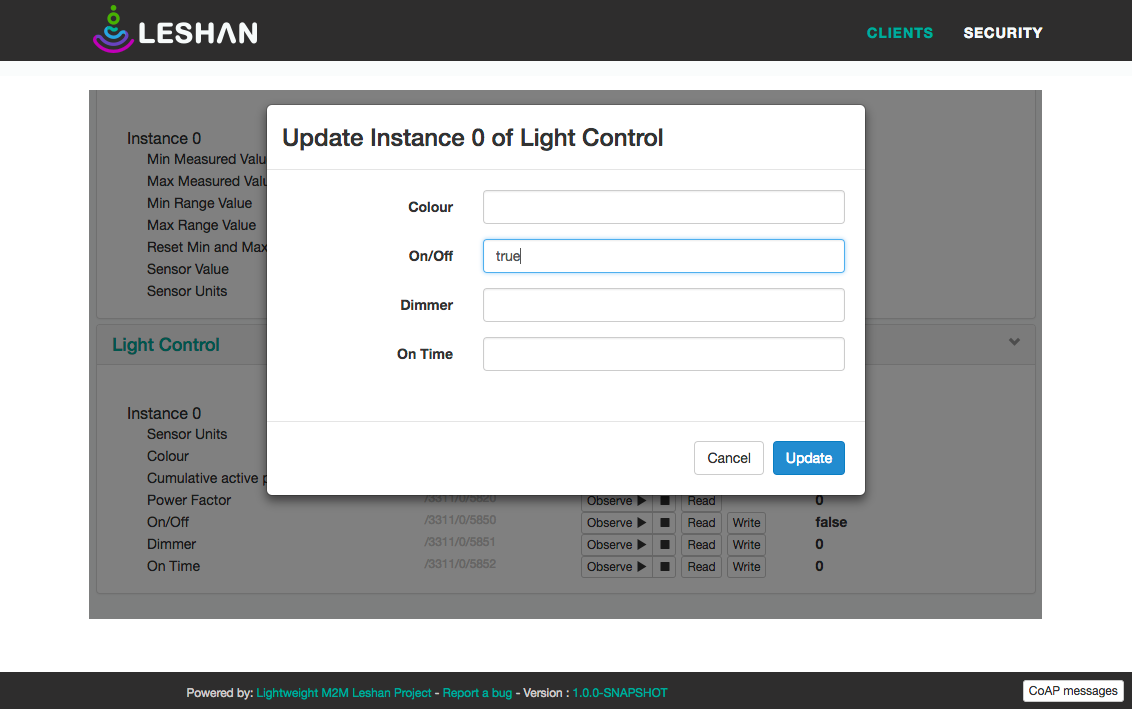 LESHAN
CLIENTS SECURITY
Update Instance 0 of Light Control
Colour
On/Off true
Dimmer
On Time
Cancel Update
Instance 0
Min Measured Valu
Max Measured Valu
Min Range Value
Max Range Value
Reset Min and Max
Sensor Value
Sensor Units
Light Control
Instance 0
Sensor Units
Colour
Cumulative active p
Power Factor /3311/0/5820 Observe Read 0
On/Off /3311/0/5850 Observe Read Write false
Dimmer /3311/0/5851 Observe Read Write 0
On Time /3311/0/5852 Observe Read Write 0
Powered by: Lightweight M2M Leshan Project - Report a bug - Version : 1.0.0-SNAPSHOT
CoAP messages